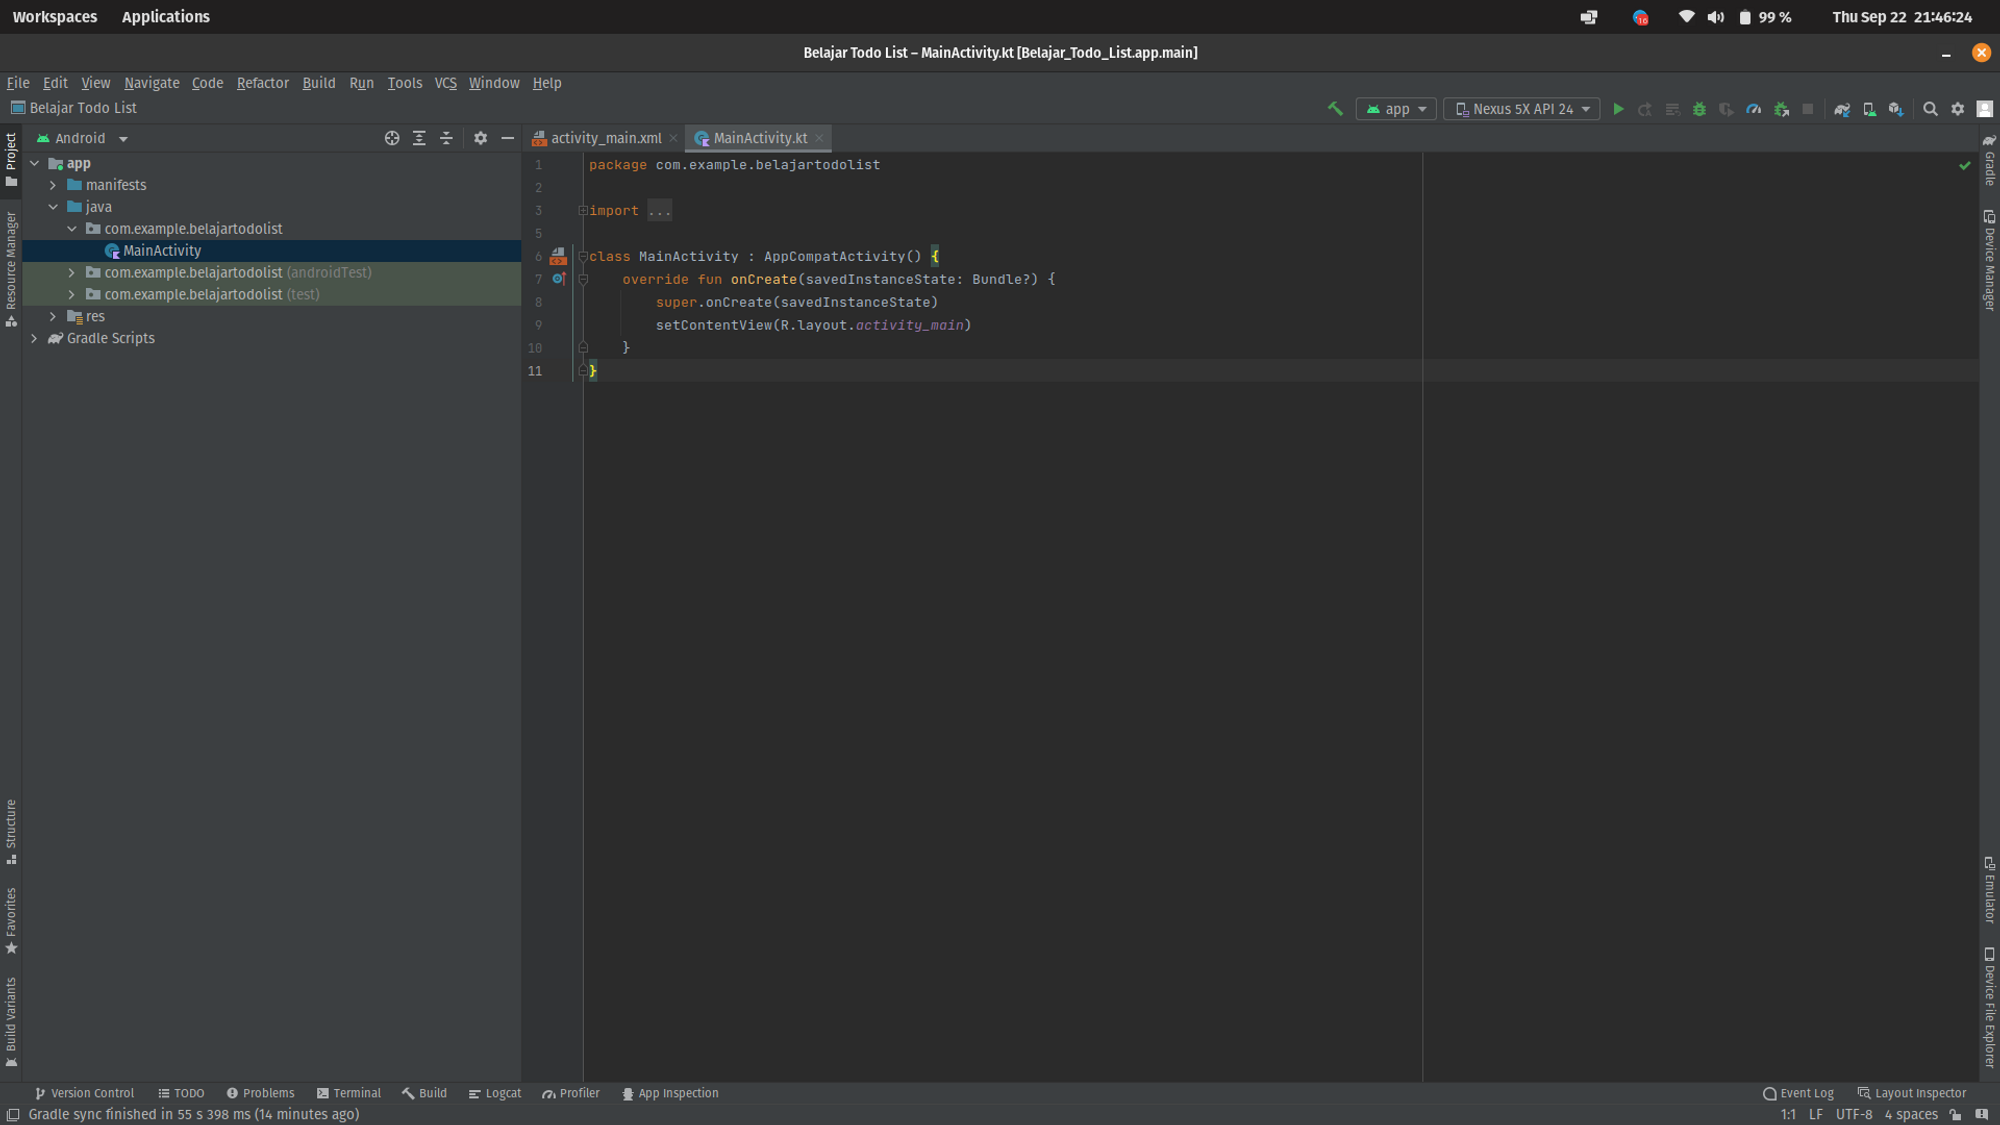 Workspaces Applications 16 99 % Thu Sep 22 21:46:24
Belajar Todo List – MainActivity.kt [Belajar_Todo_List.app.main]
File Edit View Navigate Code Refactor Build Run Tools VCS Window Help
Belajar Todo List app Nexus 5X API 24
Android activity_main.xml MainActivity.kt
Project
Resource Manager
Structure
Favorites
Build Variants
app
manifests
java
com.example.belajartodolist
MainActivity
com.example.belajartodolist (androidTest)
com.example.belajartodolist (test)
res
Gradle Scripts
1 package com.example.belajartodolist
2
3 import ...
5
6 class MainActivity : AppCompatActivity() {
7 override fun onCreate(savedInstanceState: Bundle?) {
8 super.onCreate(savedInstanceState)
9 setContentView(R.layout.activity_main)
10 }
11 }
Gradle
Device Manager
Emulator
Device File Explorer
Version Control TODO Problems Terminal Build Logcat Profiler App Inspection Event Log Layout Inspector
Gradle sync finished in 55 s 398 ms (14 minutes ago) 1:1 LF UTF-8 4 spaces